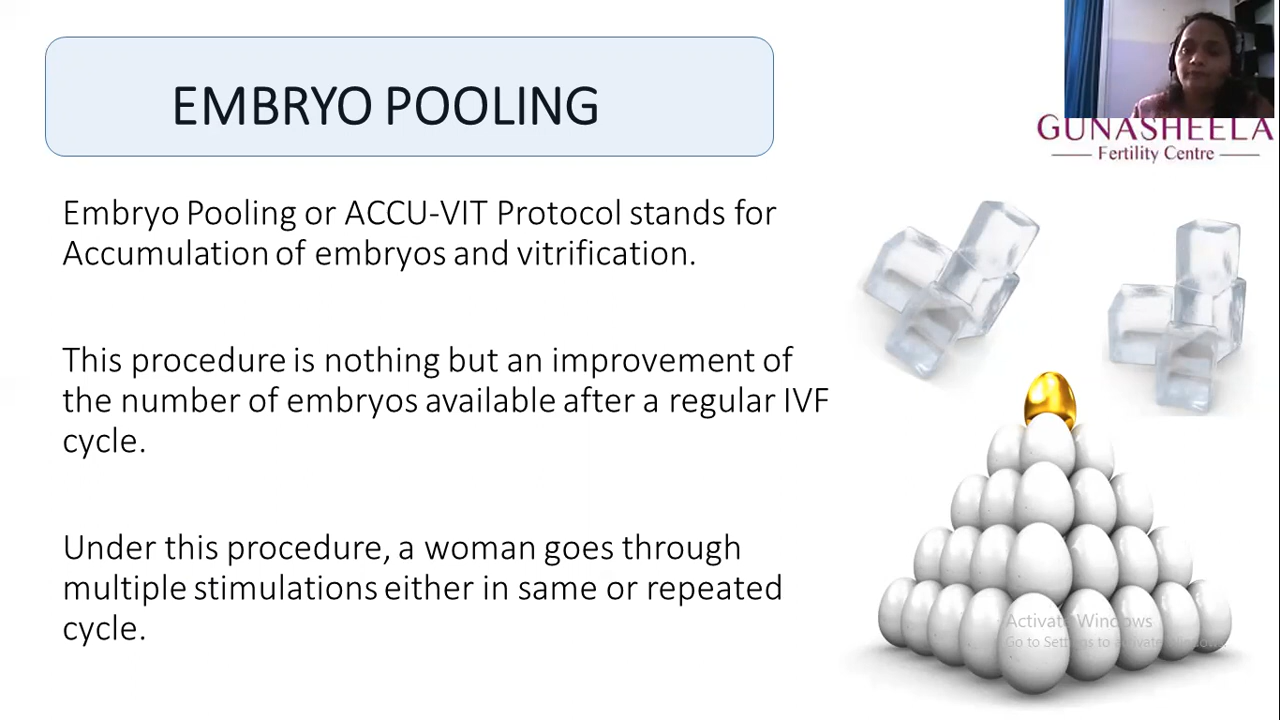 EMBRYO POOLING
GUNASHEELA
Fertility Centre
Embryo Pooling or ACCU-VIT Protocol stands for
Accumulation of embryos and vitrification.
This procedure is nothing but an improvement of
the number of embryos available after a regular IVF
cycle.
Under this procedure, a woman goes through
multiple stimulations either in same or repeated
cycle.
Activate Windows
Go to Settings to activate Windows.